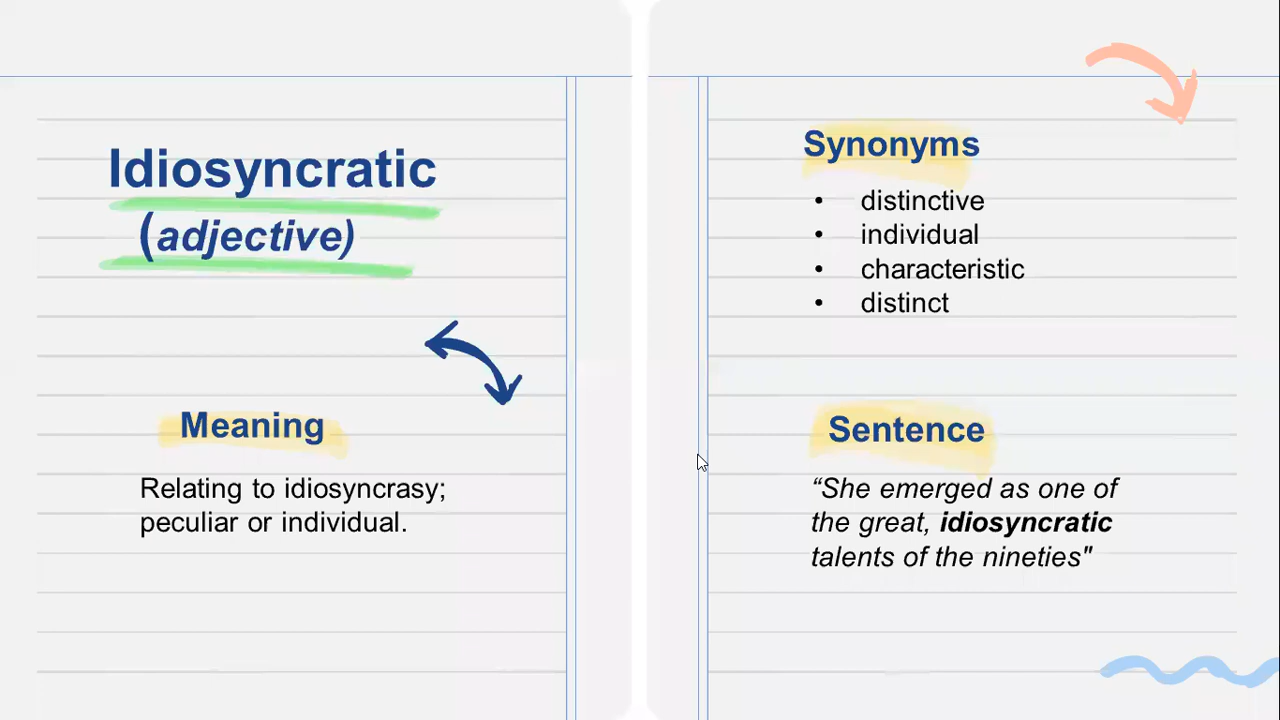 Idiosyncratic
(adjective)
Meaning
Relating to idiosyncrasy;
peculiar or individual.
Synonyms
• distinctive
• individual
• characteristic
• distinct
Sentence
“She emerged as one of
the great, idiosyncratic
talents of the nineties"